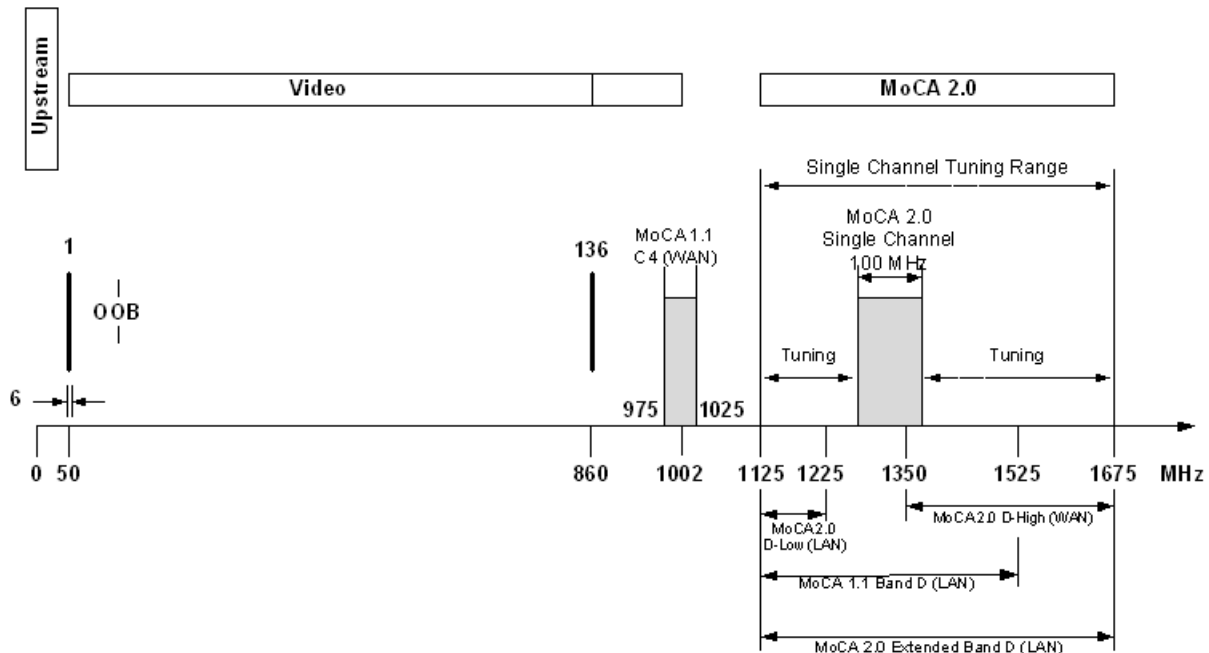 Upstream
Video
MoCA 2.0
Single Channel Tuning Range
MoCA 2.0
Single Channel
100 MHz
MoCA 1.1
C4 (WAN)
1
136
OOB
Tuning
Tuning
6
975
1025
0 50 860 1002 1125 1225 1350 1525 1675 MHz
MoCA2.0
D-Low (LAN)
MoCA2.0 D-High (WAN)
MoCA 1.1 Band D (LAN)
MoCA 2.0 Extended Band D (LAN)